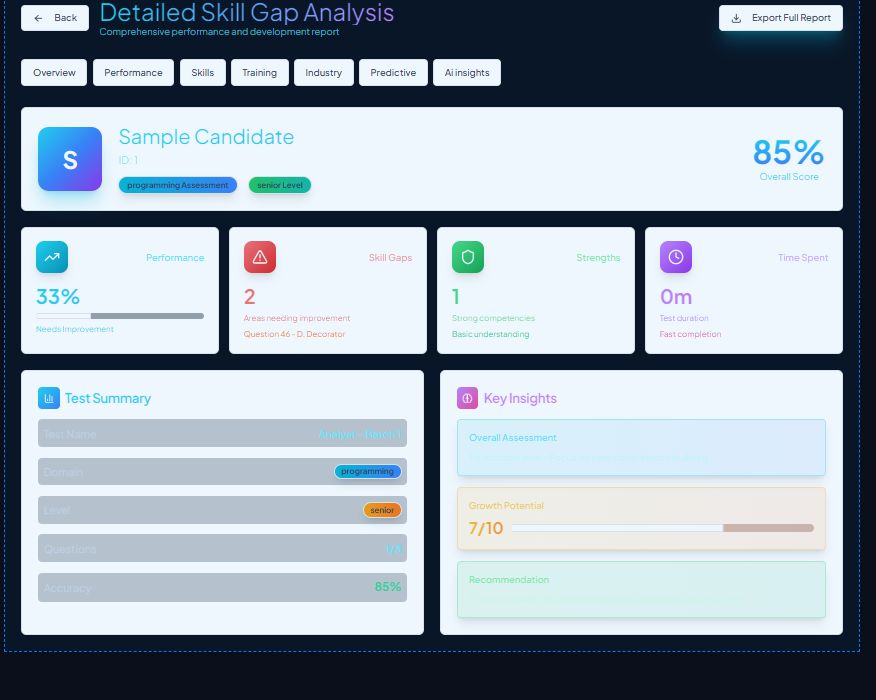 Back
Detailed Skill Gap Analysis
Comprehensive performance and development report
Export Full Report
Overview
Performance
Skills
Training
Industry
Predictive
Ai insights
S
Sample Candidate
ID: 1
programming Assessment
senior Level
85%
Overall Score
Performance
33%
Needs Improvement
Skill Gaps
2
Areas needing improvement
Question 46 - D. Decorator
Strengths
1
Strong competencies
Basic understanding
Time Spent
0m
Test duration
Fast completion
Test Summary
Test Name
Domain
programming
Level
senior
Questions
1/3
Accuracy
85%
Key Insights
Overall Assessment
Growth Potential
7/10
Recommendation